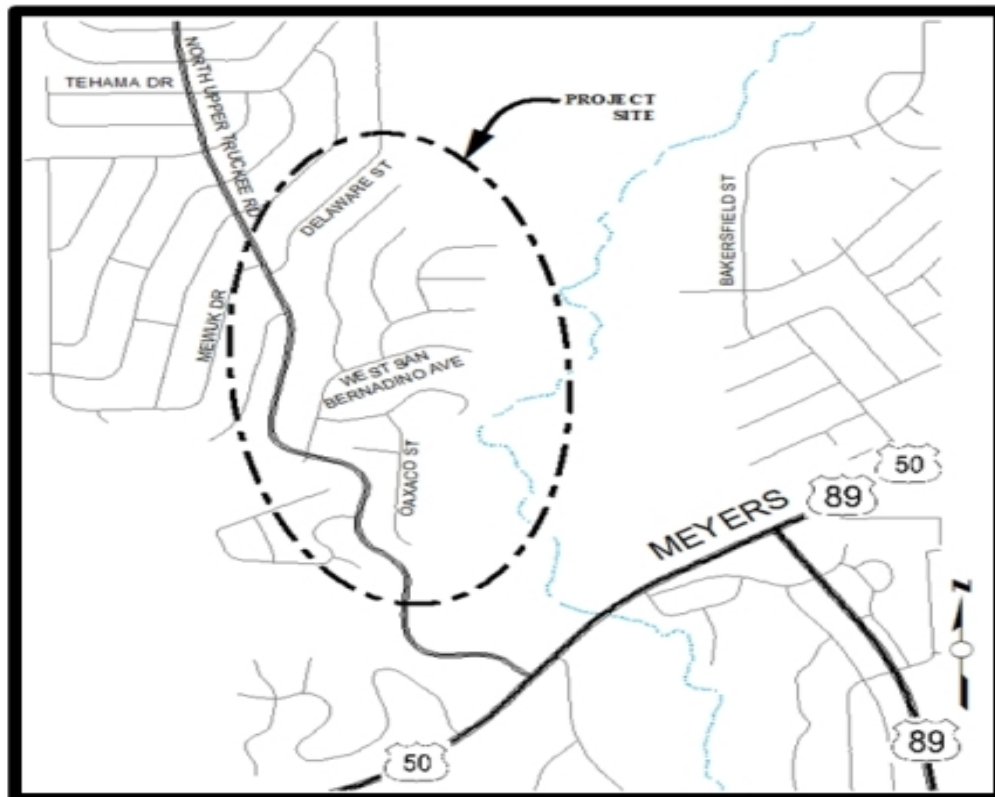 NORTH UPPER TRUCKEE RD
TEHAMA DR
PROJECT
SITE
DELAWARE ST
BAKERSFIELD ST
MEWUK DR
WEST SAN
BERNADINO AVE
OAXACO ST
50
89
MEYERS
N
89
50